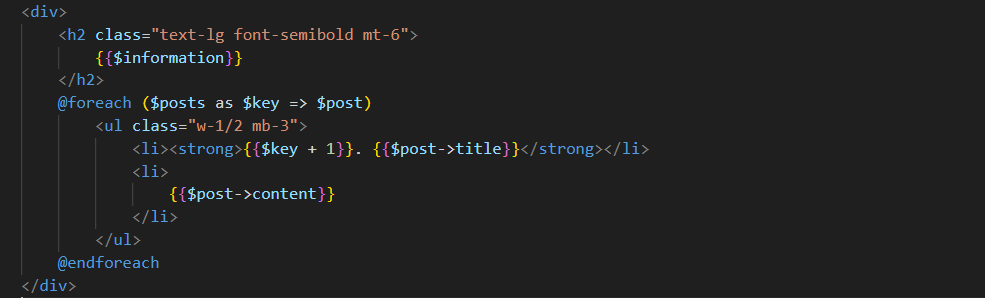 <div>
<h2 class="text-lg font-semibold mt-6">
{{$information}}
</h2>
@foreach ($posts as $key => $post)
<ul class="w-1/2 mb-3">
<li><strong>{{$key + 1}}. {{$post->title}}</strong></li>
<li>
{{$post->content}}
</li>
</ul>
@endforeach
</div>